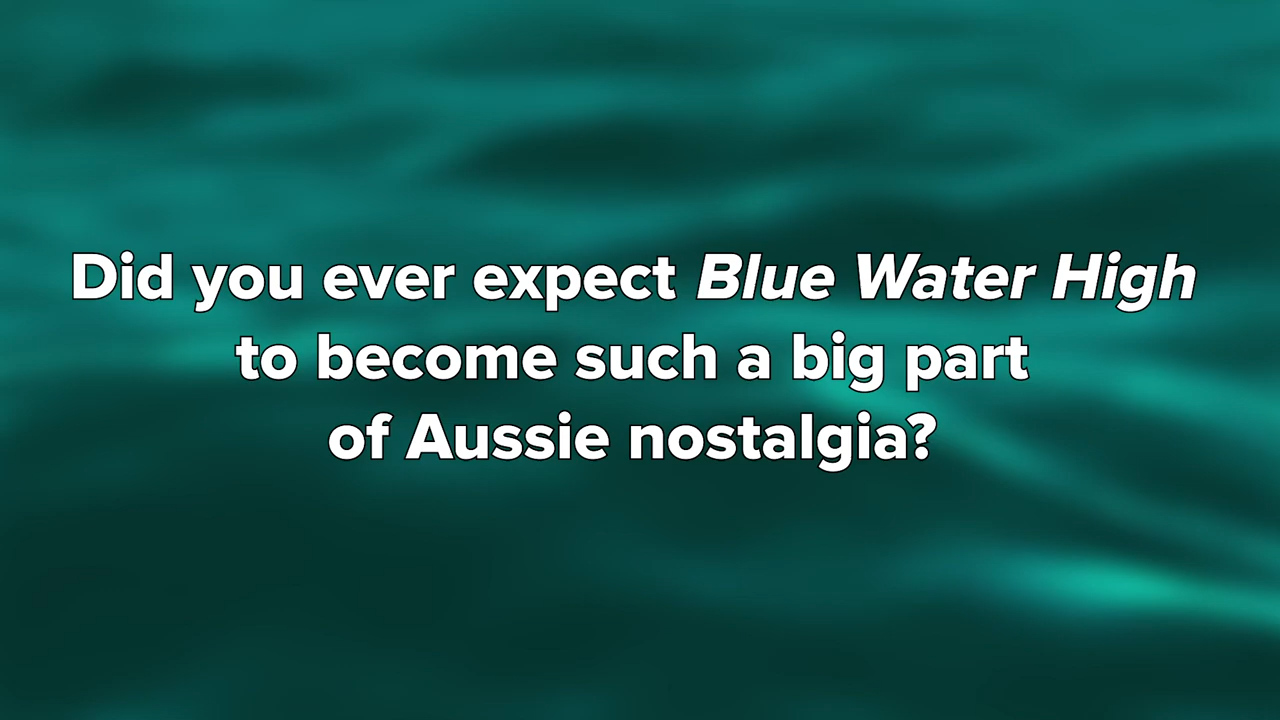 Did you ever expect Blue Water High
to become such a big part
of Aussie nostalgia?